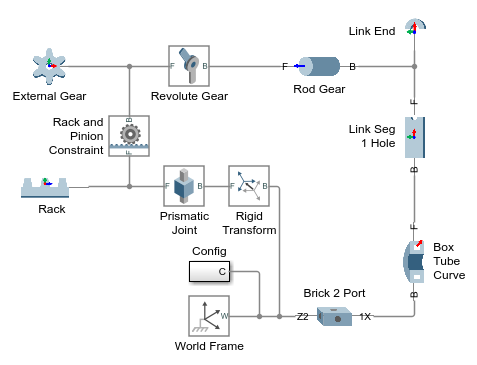 Link End
F
B
F
B
External Gear
Revolute Gear
Rod Gear
B
F
Rack and
Pinion
Constraint
F
Link Seg
1 Hole
B
F
B
F
B
Rack
Prismatic
Joint
Rigid
Transform
F
Config
C
Box
Tube
Curve
B
Brick 2 Port
W
Z2
1X
World Frame